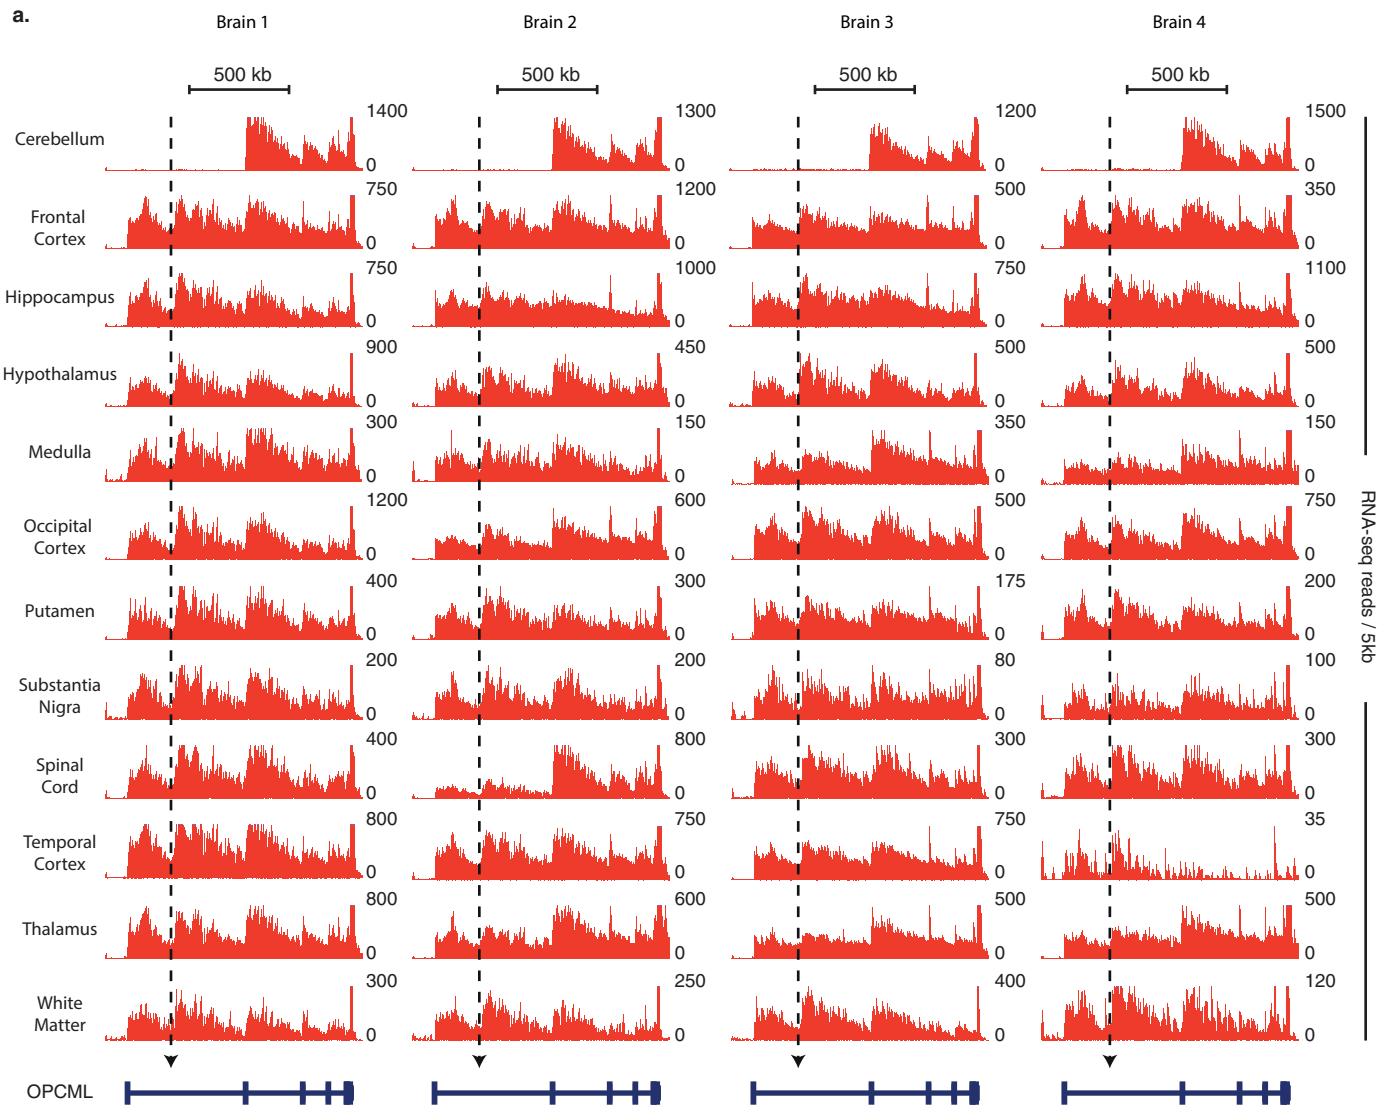 a.
Brain 1 Brain 2 Brain 3 Brain 4
500 kb 500 kb 500 kb 500 kb
1400 1300 1200 1500
Cerebellum
0 0 0 0
750 1200 500 350
Frontal
Cortex
0 0 0 0
750 1000 750 1100
Hippocampus
0 0 0 0
900 450 500 500
Hypothalamus
0 0 0 0
300 150 350 150
Medulla
0 0 0 0
1200 600 500 750
Occipital
Cortex
0 0 0 0
400 300 175 200
Putamen
0 0 0 0
200 200 80 100
Substantia
Nigra
0 0 0 0
400 800 300 300
Spinal
Cord
0 0 0 0
800 750 750 35
Temporal
Cortex
0 0 0 0
800 600 500 500
Thalamus
0 0 0 0
300 250 400 120
White
Matter
0 0 0 0
OPCML
RNA-seq reads / 5kb